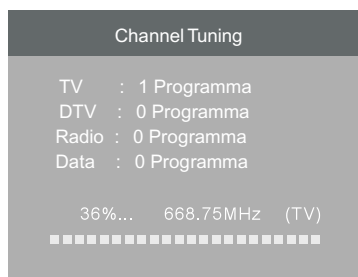 Channel Tuning
TV : 1 Programma
DTV : 0 Programma
Radio : 0 Programma
Data : 0 Programma
36%... 668.75MHz (TV)